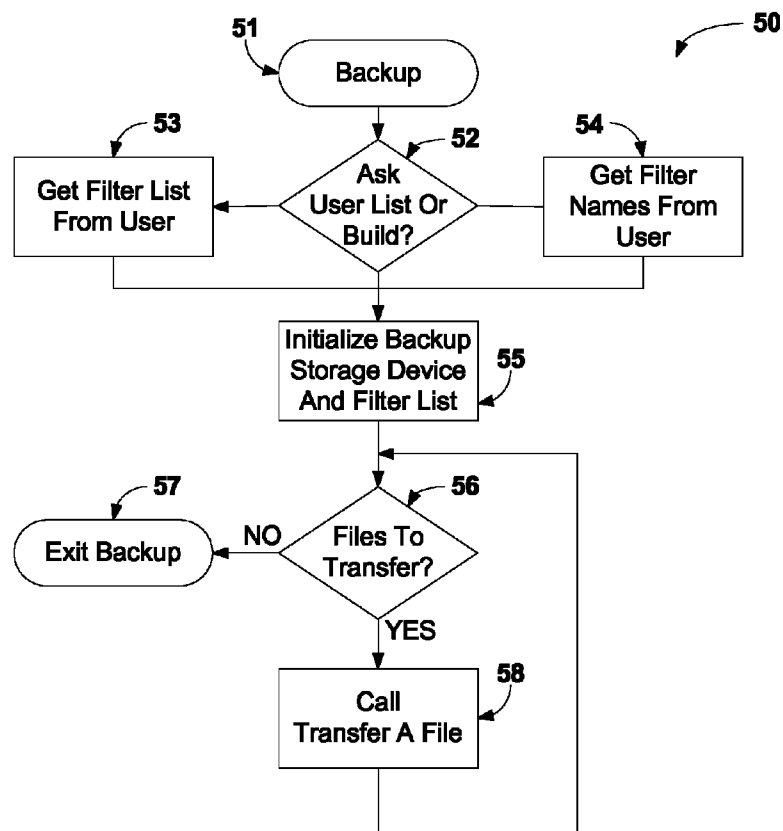 50
51
Backup
53
52
54
Get Filter List
From User
Ask
User List Or
Build?
Get Filter
Names From
User
Initialize Backup
Storage Device
And Filter List
55
57
56
Exit Backup
NO
Files To
Transfer?
YES
58
Call
Transfer A File